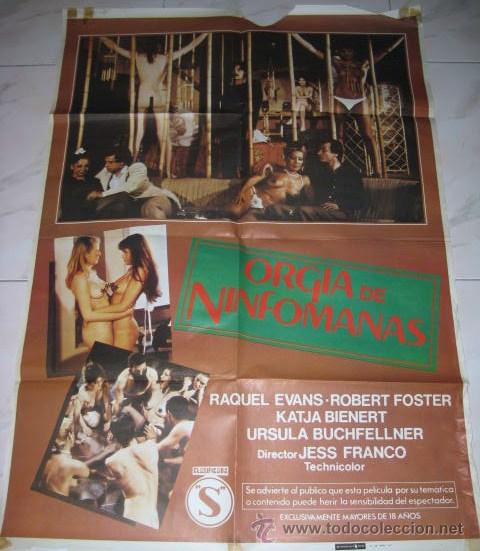 ORGIA DE
NINFOMANAS
RAQUEL EVANS · ROBERT FOSTER
KATJA BIENERT
URSULA BUCHFELLNER
Director JESS FRANCO
Technicolor
CLASIFICADA
"S"
Se advierte al publico que esta película por su temática
o contenido puede herir la sensibilidad del espectador.
EXCLUSIVAMENTE MAYORES DE 18 AÑOS
www.todocoleccion.net